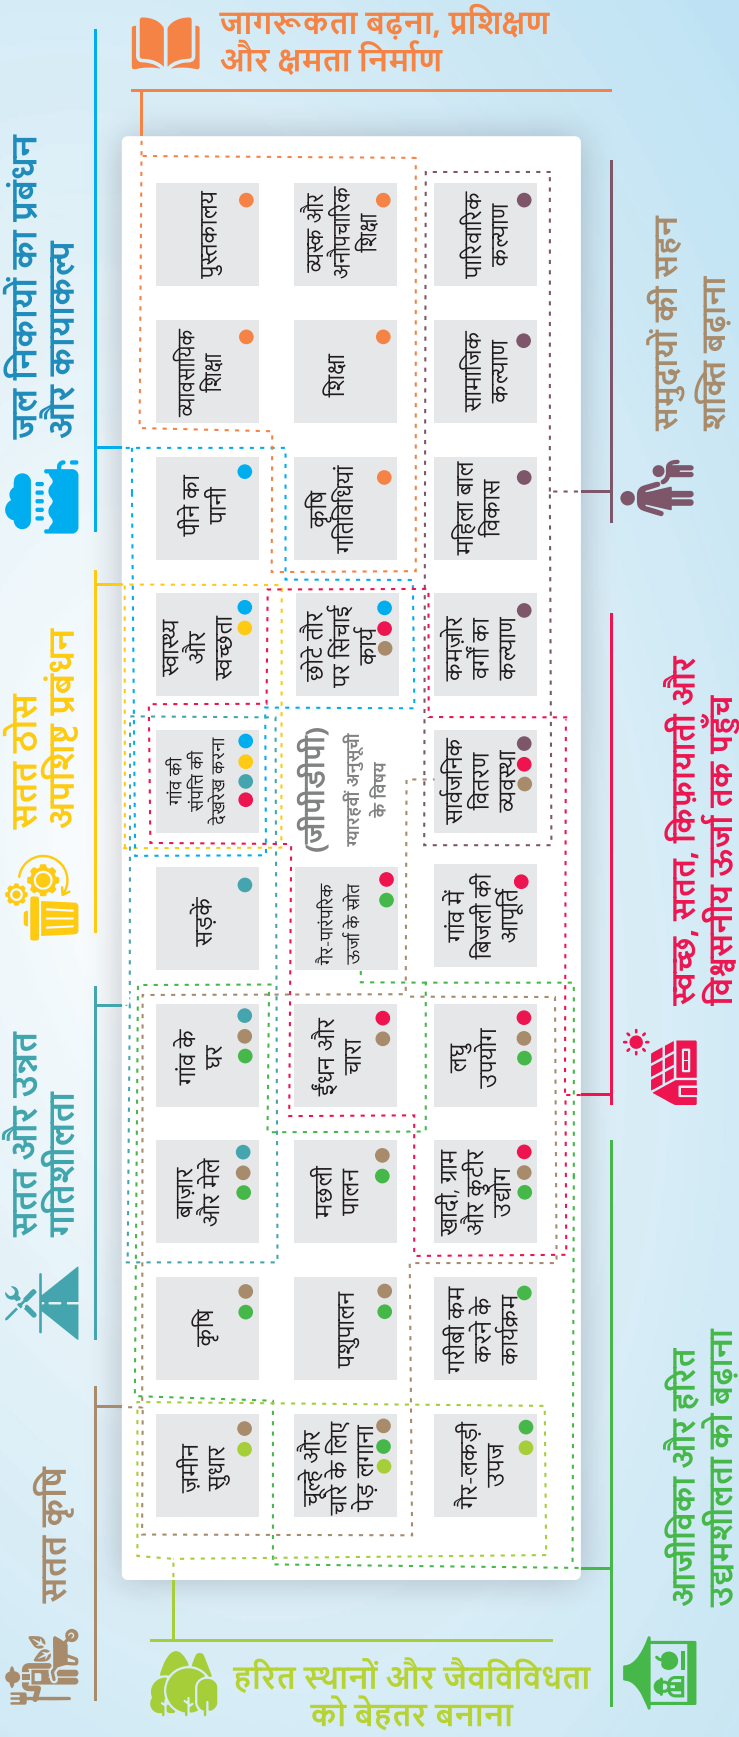 जागरूकता बढ़ना, प्रशिक्षण
और क्षमता निर्माण
जल निकायों का प्रबंधन
और कायाकल्प
सतत ठोस
अपशिष्ट प्रबंधन
सतत और उन्नत
गतिशीलता
सतत कृषि
पुस्तकालय
व्यस्क और
अनौपचारिक
शिक्षा
पारिवारिक
कल्याण
व्यावसायिक
शिक्षा
शिक्षा
सामाजिक
कल्याण
पीने का
पानी
कृषि
गतिविधियां
महिला बाल
विकास
स्वास्थ्य
और
स्वच्छता
छोटे तौर
पर सिंचाई
कार्य
कमज़ोर
वर्गों का
कल्याण
गांव की
संपत्ति की
देखरेख करना
(जीपीडीपी)
ग्यारहवीं अनुसूची
के विषय
सार्वजनिक
वितरण
व्यवस्था
सड़कें
गैर-पारंपरिक
ऊर्जा के स्रोत
गांव में
बिजली की
आपूर्ति
गांव के
घर
ईंधन और
चारा
लघु
उपयोग
बाज़ार
और मेले
मछली
पालन
खादी, ग्राम
और कुटीर
उद्योग
कृषि
पशुपालन
गरीबी कम
करने के
कार्यक्रम
ज़मीन
सुधार
चूल्हे और
चारे के लिए
पेड़ लगाना
गैर-लकड़ी
उपज
समुदायों की सहन
शक्ति बढ़ाना
स्वच्छ, सतत, किफ़ायाती और
विश्वसनीय ऊर्जा तक पहुँच
आजीविका और हरित
उद्यमशीलता को बढ़ाना
हरित स्थानों और जैवविविधता
को बेहतर बनाना